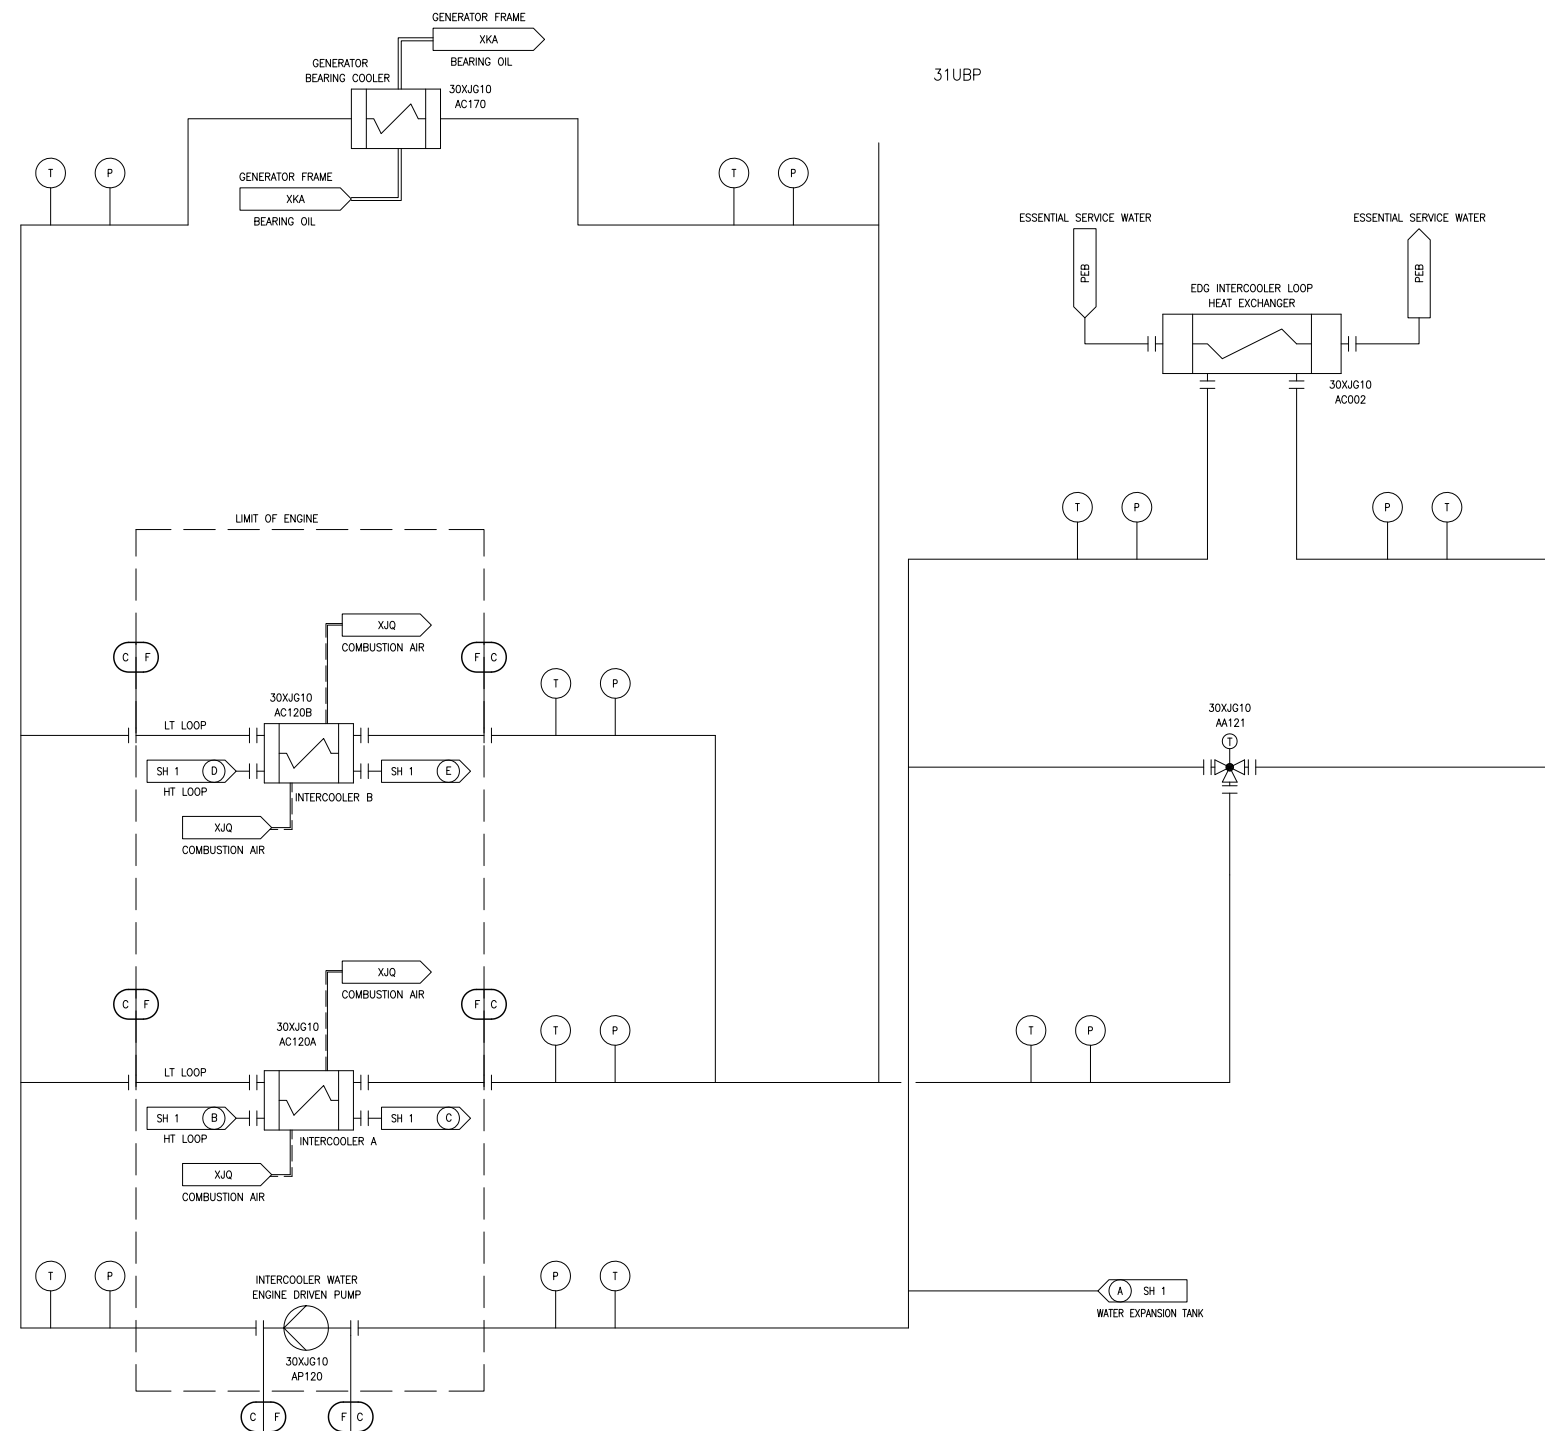 GENERATOR FRAME
XKA
BEARING OIL
GENERATOR
BEARING COOLER
30XJG10
AC170
31UBP
T
P
GENERATOR FRAME
XKA
BEARING OIL
T
P
ESSENTIAL SERVICE WATER
PEB
ESSENTIAL SERVICE WATER
PEB
EDG INTERCOOLER LOOP
HEAT EXCHANGER
30XJG10
AC002
T
P
P
T
LIMIT OF ENGINE
XJQ
COMBUSTION AIR
C F
F C
T
P
30XJG10
AC120B
LT LOOP
SH 1 D
HT LOOP
SH 1 E
INTERCOOLER B
XJQ
COMBUSTION AIR
30XJG10
AA121
T
XJQ
COMBUSTION AIR
C F
F C
T
P
T
P
30XJG10
AC120A
LT LOOP
SH 1 B
HT LOOP
SH 1 C
INTERCOOLER A
XJQ
COMBUSTION AIR
T
P
INTERCOOLER WATER
ENGINE DRIVEN PUMP
P
T
A SH 1
WATER EXPANSION TANK
30XJG10
AP120
C F
F C